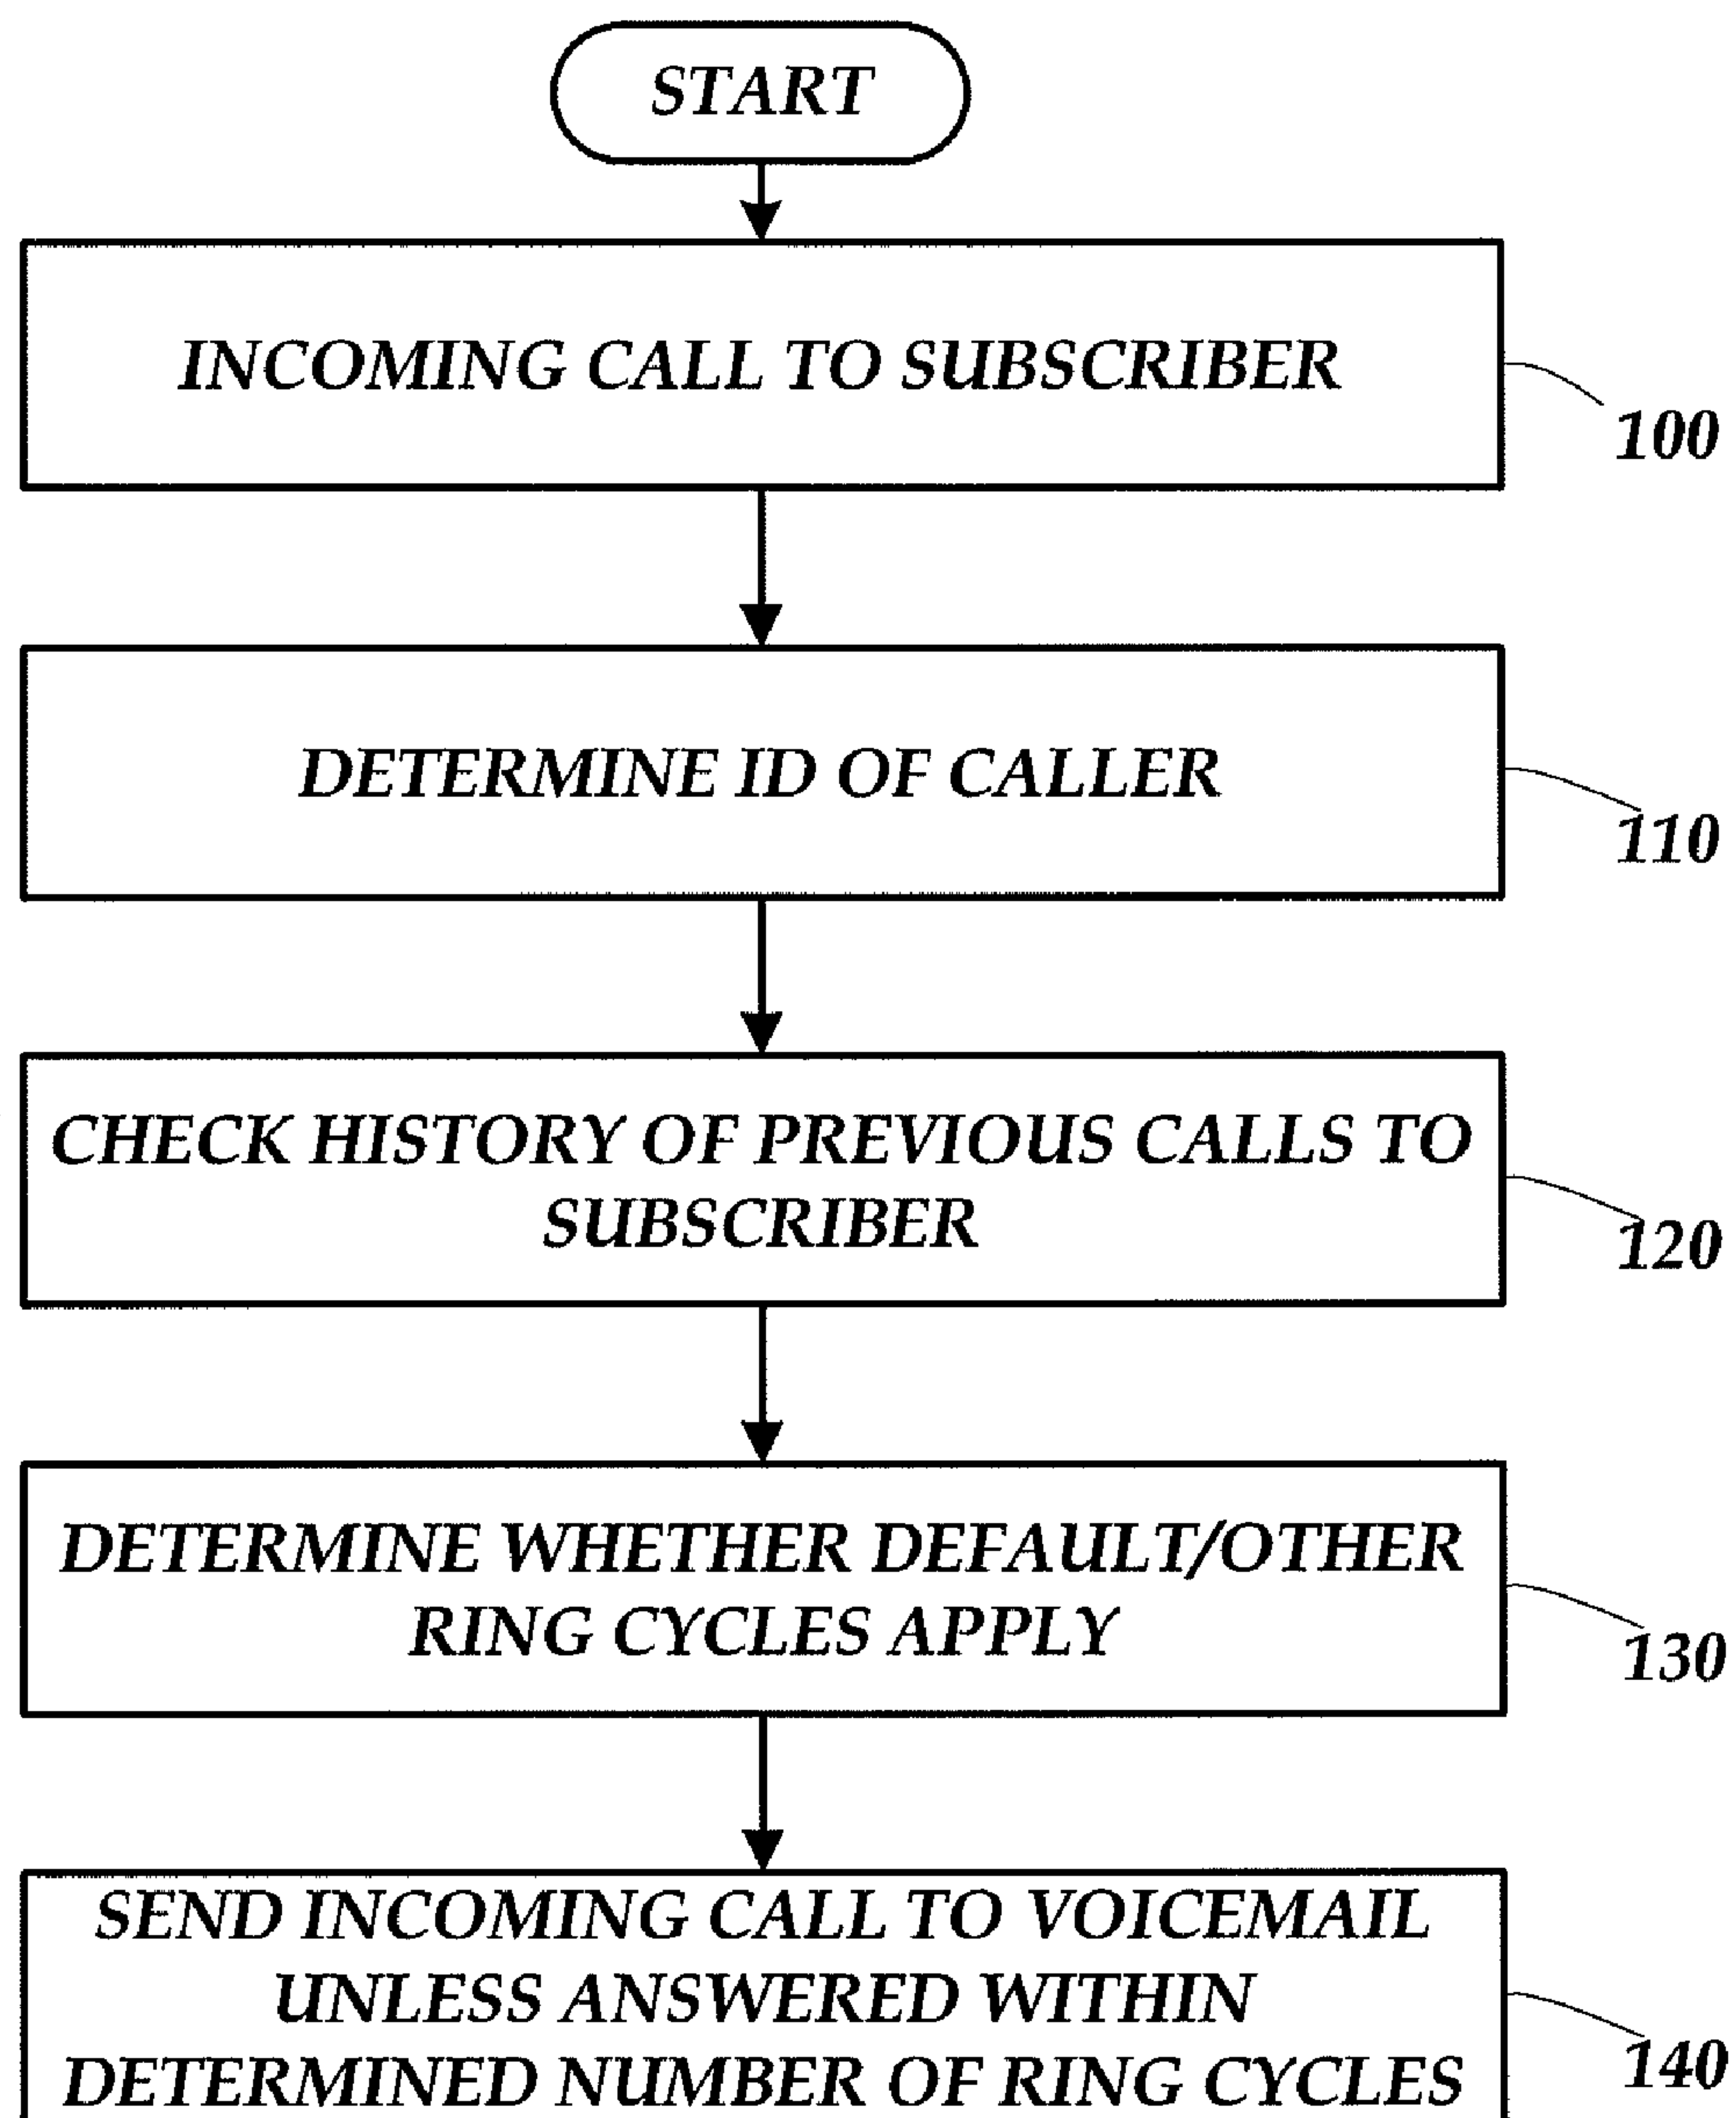 START
INCOMING CALL TO SUBSCRIBER
100
DETERMINE ID OF CALLER
110
CHECK HISTORY OF PREVIOUS CALLS TO
SUBSCRIBER
120
DETERMINE WHETHER DEFAULT/OTHER
RING CYCLES APPLY
130
SEND INCOMING CALL TO VOICEMAIL
UNLESS ANSWERED WITHIN
DETERMINED NUMBER OF RING CYCLES
140